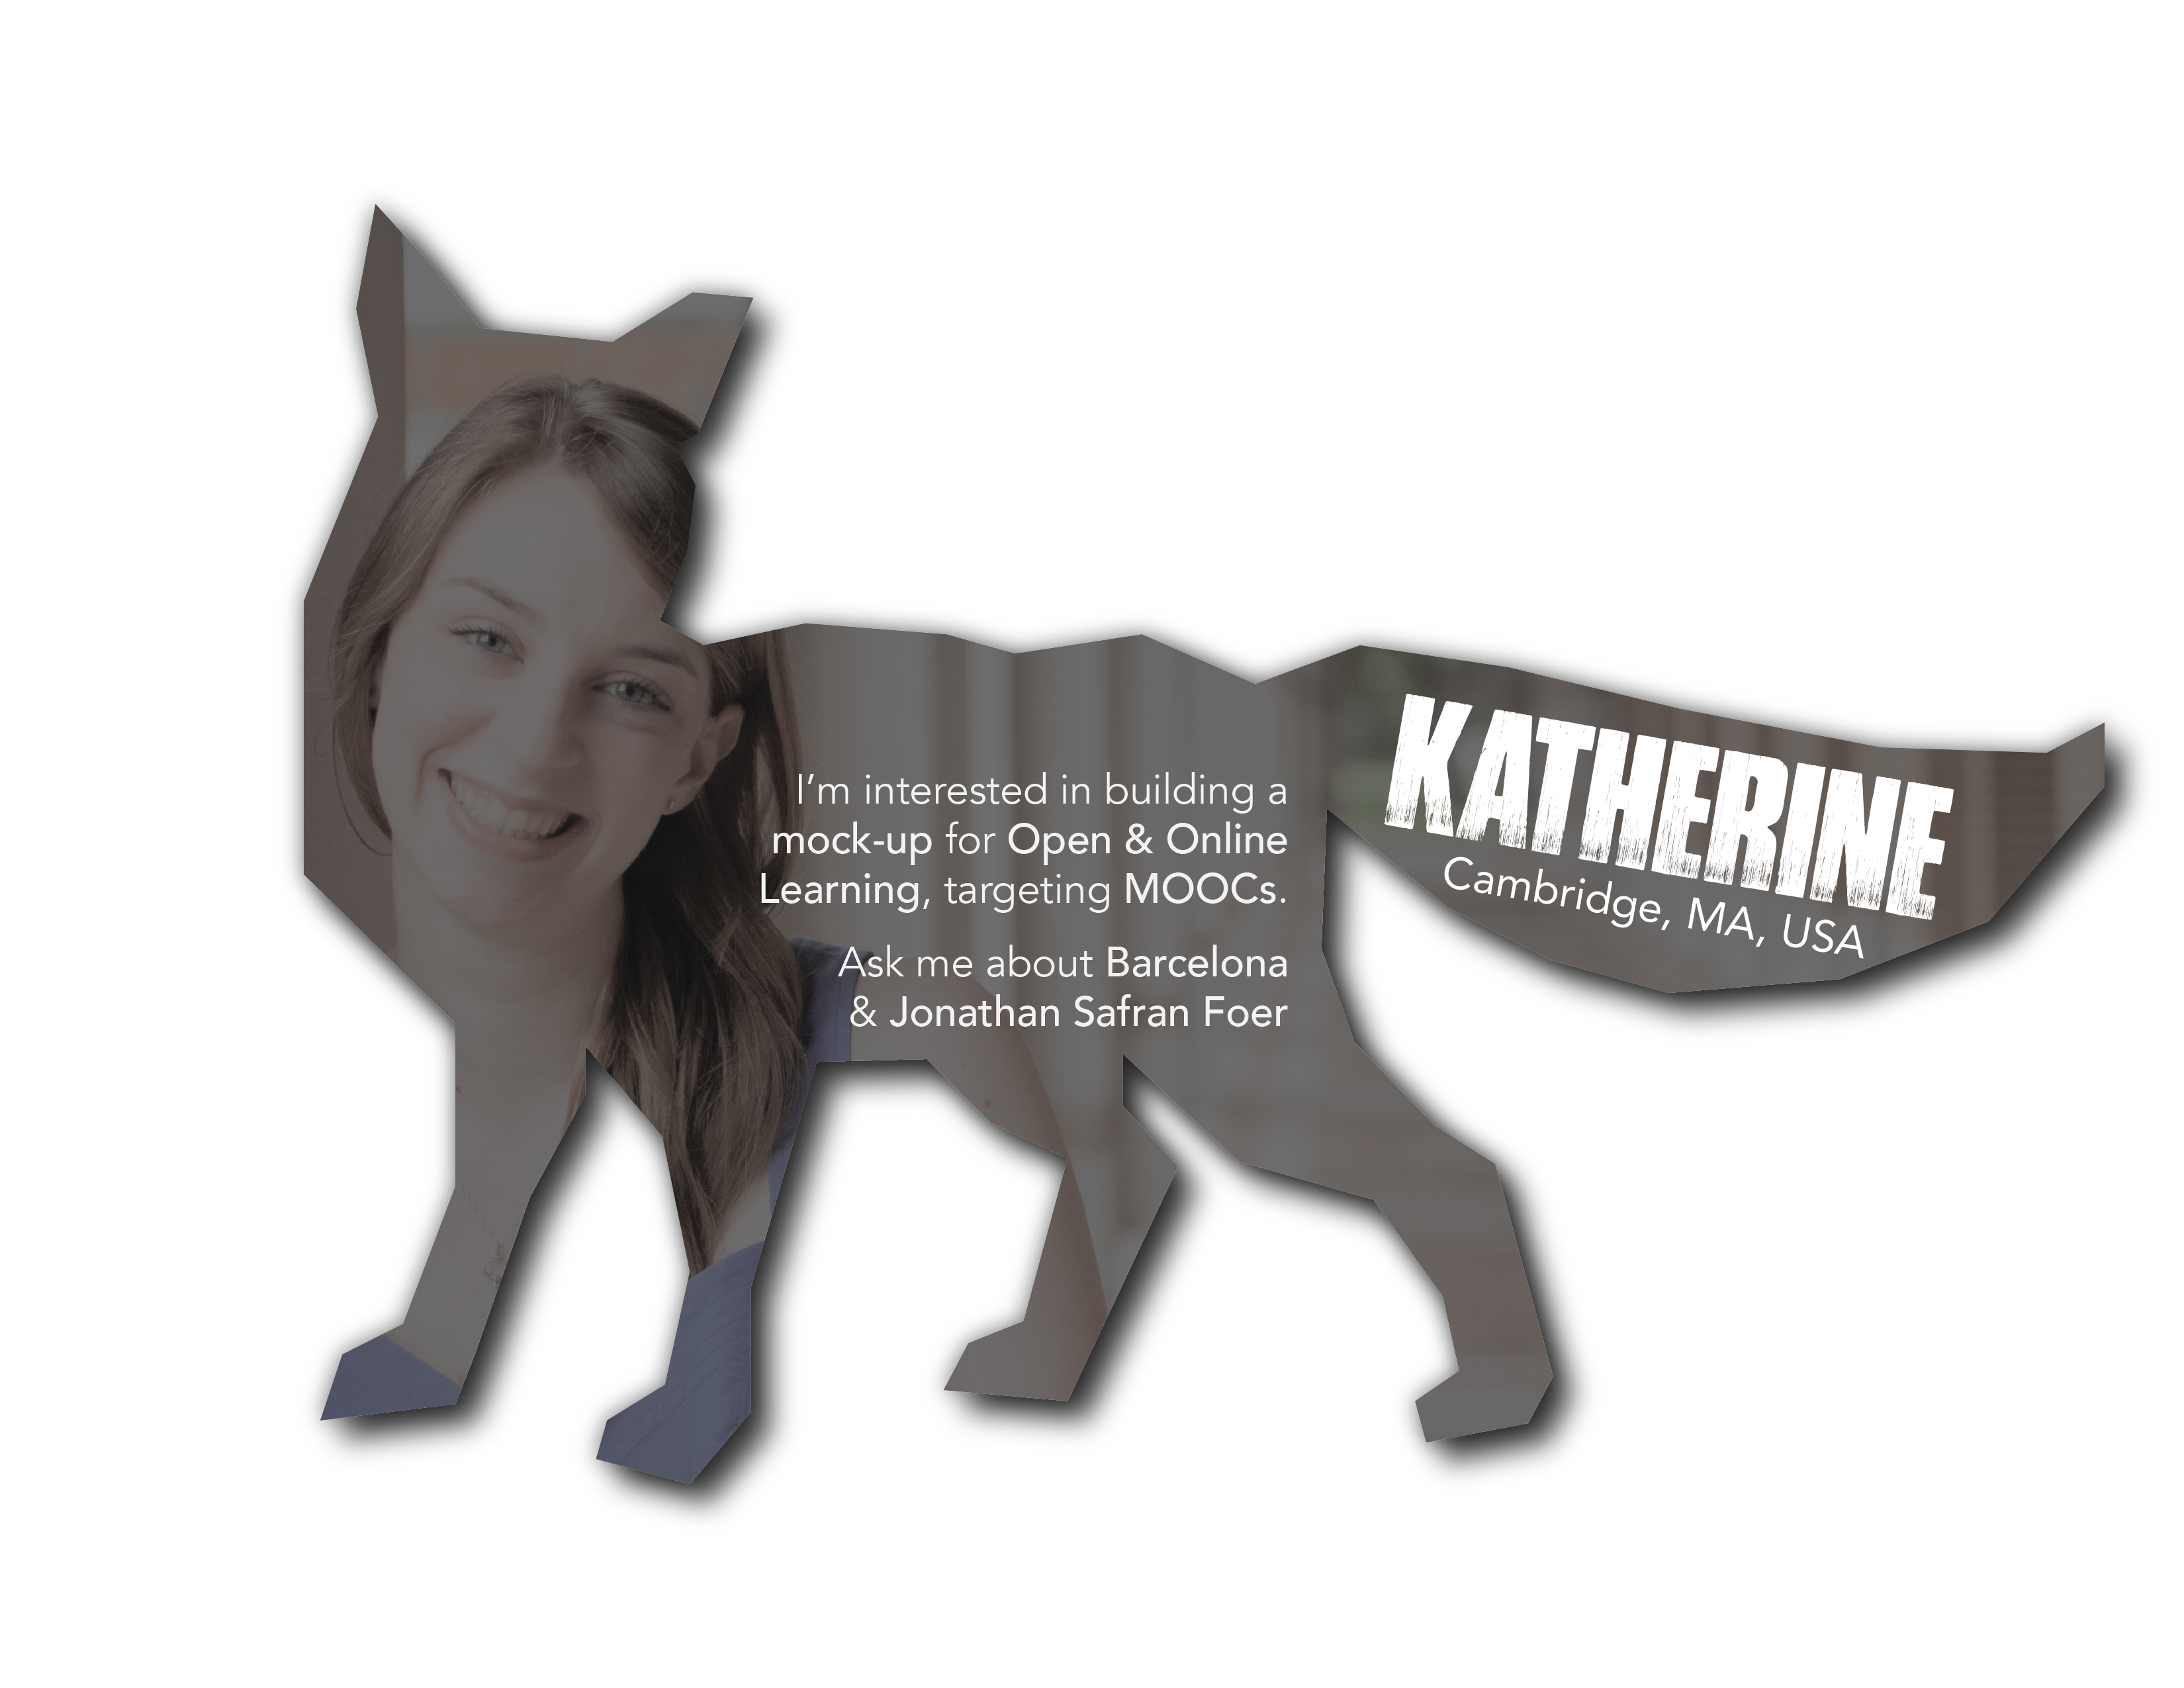 I'm interested in building a
mock-up for Open & Online
Learning, targeting MOOCs.
Ask me about Barcelona
& Jonathan Safran Foer
KATHERINE
Cambridge, MA, USA